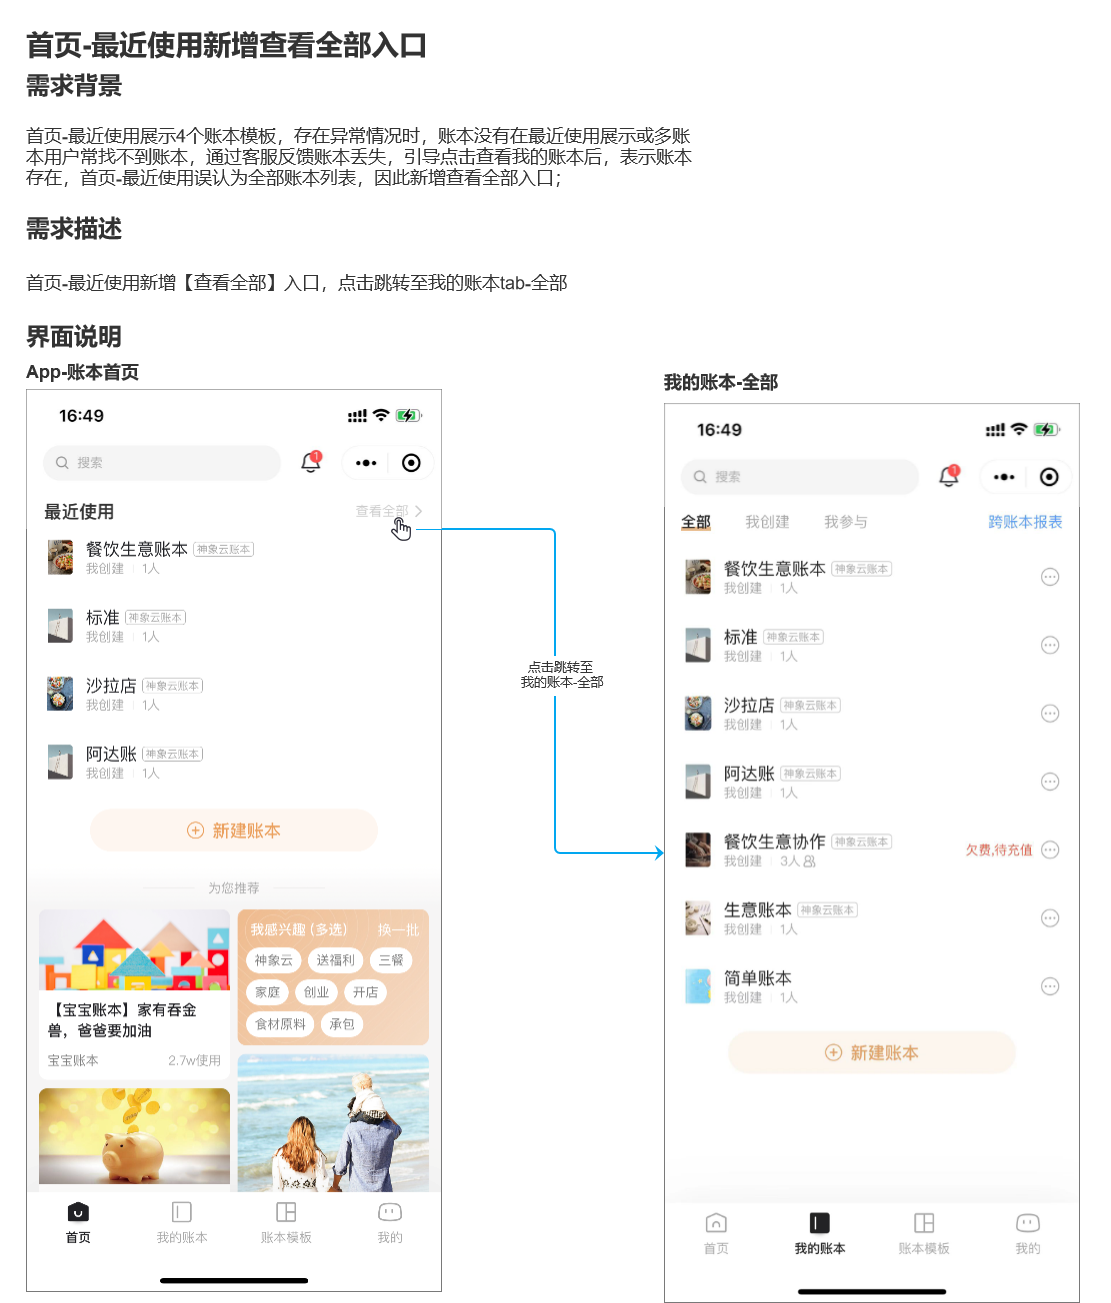 首页-最近使用新增查看全部入口
需求背景
首页-最近使用展示4个账本模板，存在异常情况时，账本没有在最近使用展示或多账
本用户常找不到账本，通过客服反馈账本丢失，引导点击查看我的账本后，表示账本
存在，首页-最近使用误认为全部账本列表，因此新增查看全部入口；
需求描述
首页-最近使用新增【查看全部】入口，点击跳转至我的账本tab-全部
界面说明
App-账本首页
16:49
搜索
1
最近使用
查看全部
餐饮生意账本 神象云账本
我创建 1人
标准 神象云账本
我创建 1人
沙拉店 神象云账本
我创建 1人
阿达账 神象云账本
我创建 1人
新建账本
为您推荐
【宝宝账本】家有吞金
兽，爸爸要加油
宝宝账本 2.7w使用
我感兴趣（多选） 换一批
神象云 送福利 三餐
家庭 创业 开店
食材原料 承包
首页 我的账本 账本模板 我的
点击跳转至
我的账本-全部
我的账本-全部
16:49
搜索
1
全部 我创建 我参与 跨账本报表
餐饮生意账本 神象云账本
我创建 1人
标准 神象云账本
我创建 1人
沙拉店 神象云账本
我创建 1人
阿达账 神象云账本
我创建 1人
餐饮生意协作 神象云账本
我创建 3人
欠费,待充值
生意账本 神象云账本
我创建 1人
简单账本
我创建 1人
新建账本
首页 我的账本 账本模板 我的